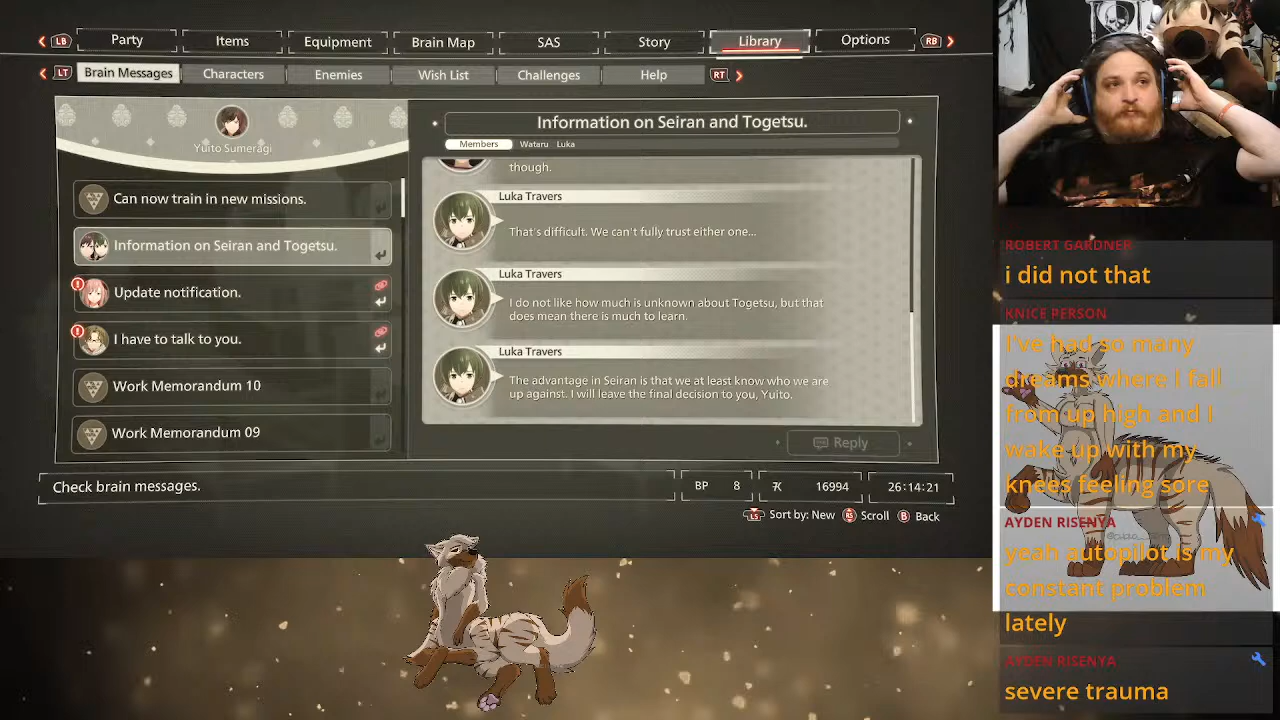 LB Party Items Equipment Brain Map SAS Story Library Options RB
LT Brain Messages Characters Enemies Wish List Challenges Help RT
Yuito Sumeragi
Can now train in new missions.
Information on Seiran and Togetsu.
Update notification.
I have to talk to you.
Work Memorandum 10
Work Memorandum 09
Information on Seiran and Togetsu.
Members Wataru Luka
though.
Luka Travers
That's difficult. We can't fully trust either one...
Luka Travers
I do not like how much is unknown about Togetsu, but that
does mean there is much to learn.
Luka Travers
The advantage in Seiran is that we at least know who we are
up against. I will leave the final decision to you, Yuito.
Reply
Check brain messages.
BP 8
16994
26:14:21
LS Sort by: New RS Scroll B Back
ROBERT GARDNER
i did not that
KNICE PERSON
I've had so many
dreams where I fall
from up high and I
wake up with my
knees feeling sore
AYDEN RISENYA
yeah autopilot is my
constant problem
lately
AYDEN RISENYA
severe trauma